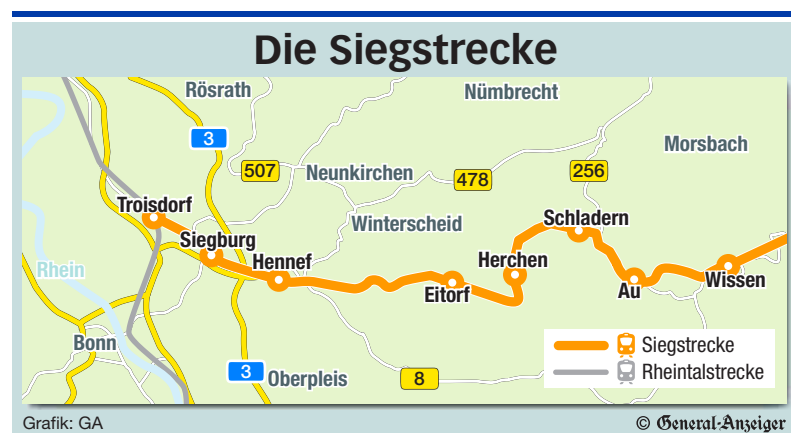 Die Siegstrecke
Rösrath
Nümbrecht
3
Morsbach
507
Neunkirchen
478
256
Troisdorf
Winterscheid
Schladern
Siegburg
Rhein
Hennef
Herchen
Eitorf
Au
Wissen
Bonn
Siegstrecke
3
Oberpleis
8
Rheintalstrecke
Grafik: GA
© General-Anzeiger